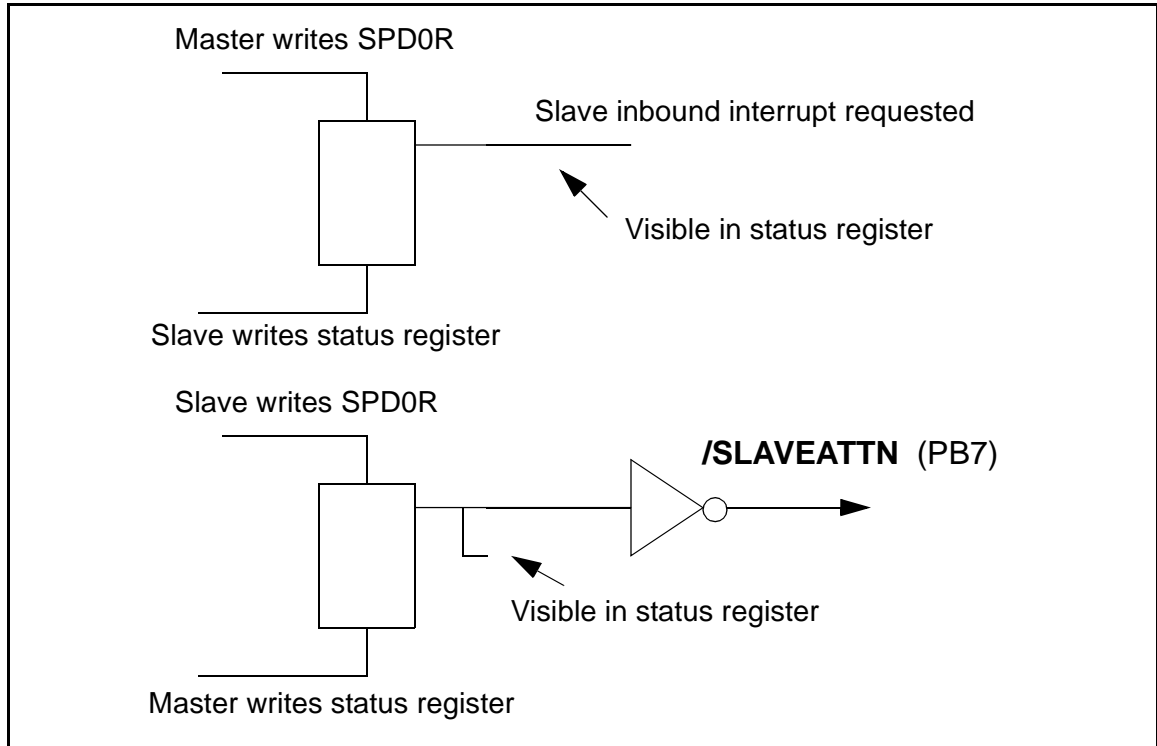 Master writes SPD0R
Slave inbound interrupt requested
Visible in status register
Slave writes status register
Slave writes SPD0R
/SLAVEATTN (PB7)
Visible in status register
Master writes status register